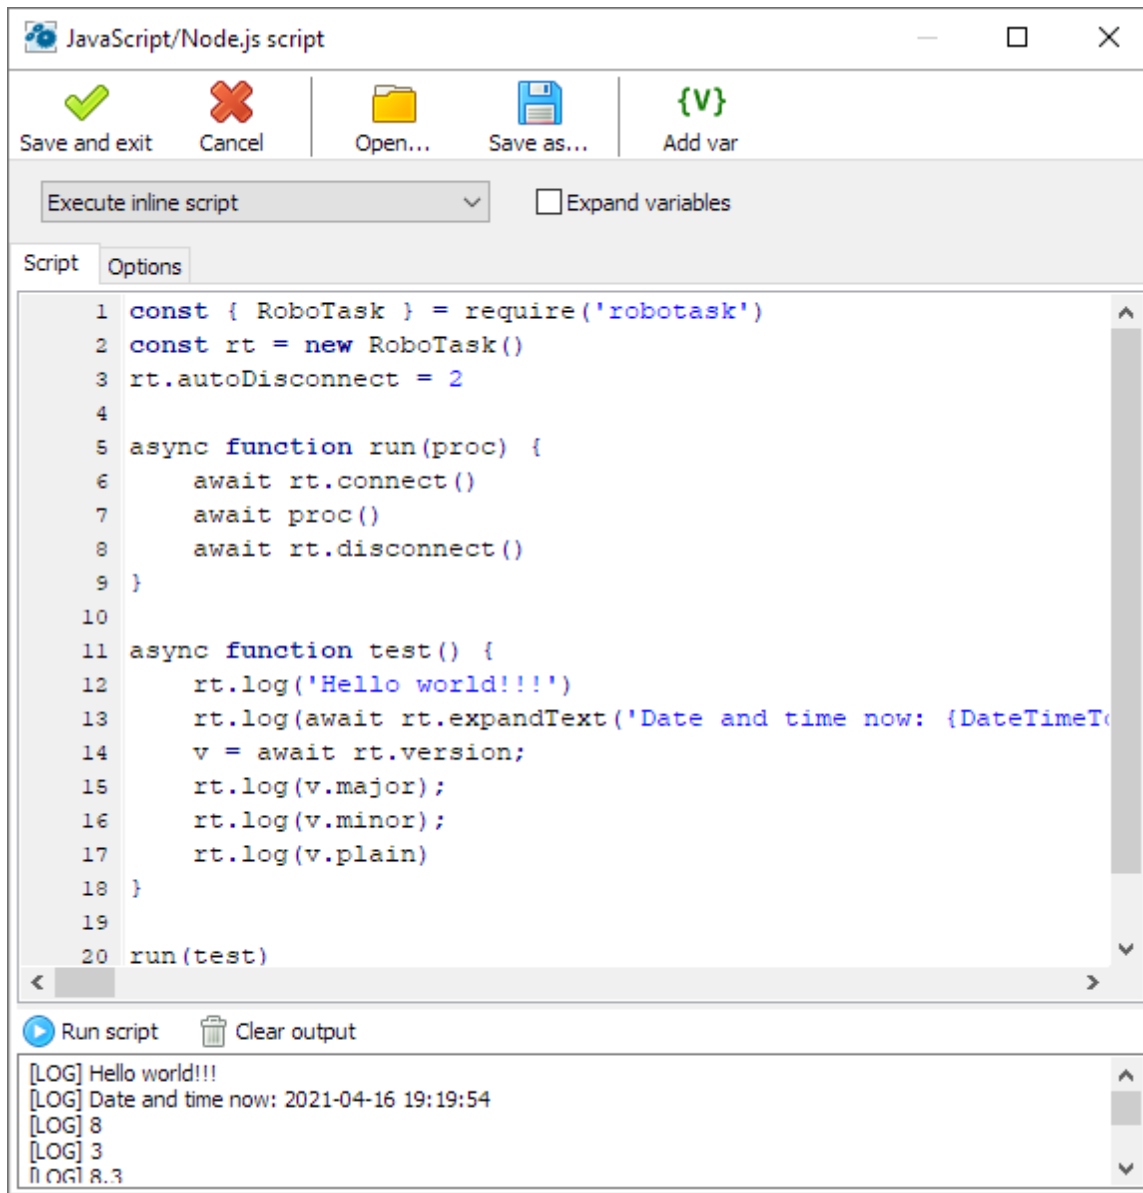 JavaScript/Node.js script
Save and exit Cancel Open... Save as... {V} Add var
Execute inline script Expand variables
Script Options
1 const { RoboTask } = require('robotask')
2 const rt = new RoboTask()
3 rt.autoDisconnect = 2
4
5 async function run(proc) {
6     await rt.connect()
7     await proc()
8     await rt.disconnect()
9 }
10
11 async function test() {
12     rt.log('Hello world!!!')
13     rt.log(await rt.expandText('Date and time now: {DateTimeT
14     v = await rt.version;
15     rt.log(v.major);
16     rt.log(v.minor);
17     rt.log(v.plain)
18 }
19
20 run(test)
Run script Clear output
[LOG] Hello world!!!
[LOG] Date and time now: 2021-04-16 19:19:54
[LOG] 8
[LOG] 3
[LOG] 8.3